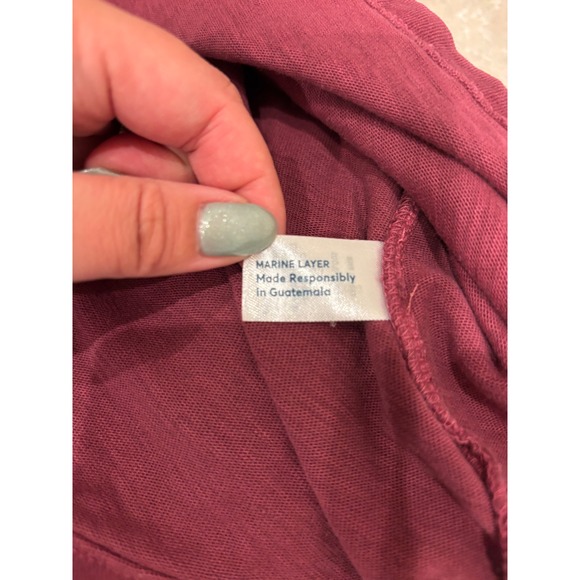 MARINE LAYER
Made Responsibly
in Guatemala